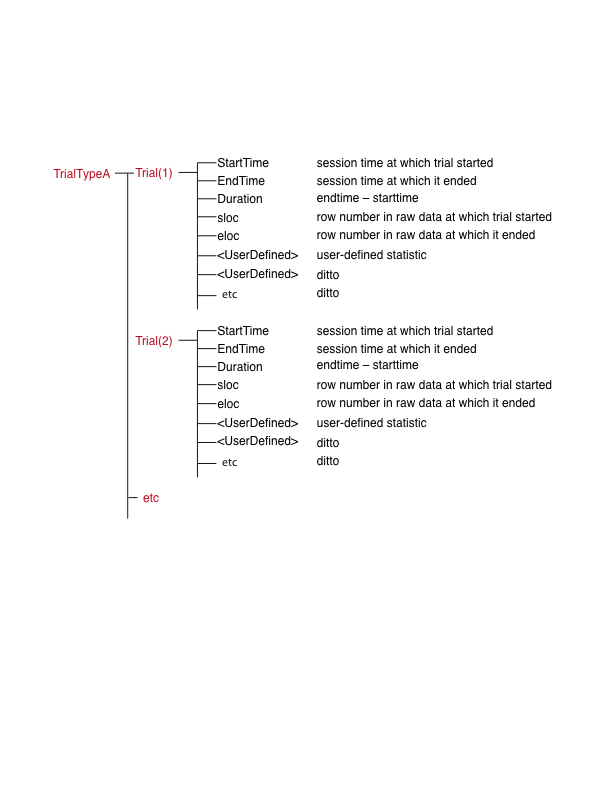 TrialTypeA Trial(1) StartTime session time at which trial started
EndTime session time at which it ended
Duration endtime – starttime
sloc row number in raw data at which trial started
eloc row number in raw data at which it ended
<UserDefined> user-defined statistic
<UserDefined> ditto
etc ditto
Trial(2) StartTime session time at which trial started
EndTime session time at which it ended
Duration endtime – starttime
sloc row number in raw data at which trial started
eloc row number in raw data at which it ended
<UserDefined> user-defined statistic
<UserDefined> ditto
etc ditto
etc